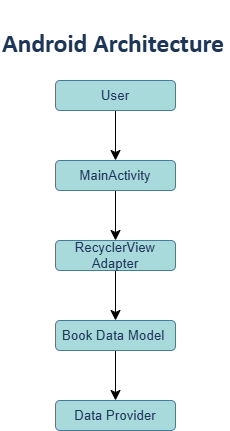 Android Architecture
User
MainActivity
RecyclerView
Adapter
Book Data Model
Data Provider